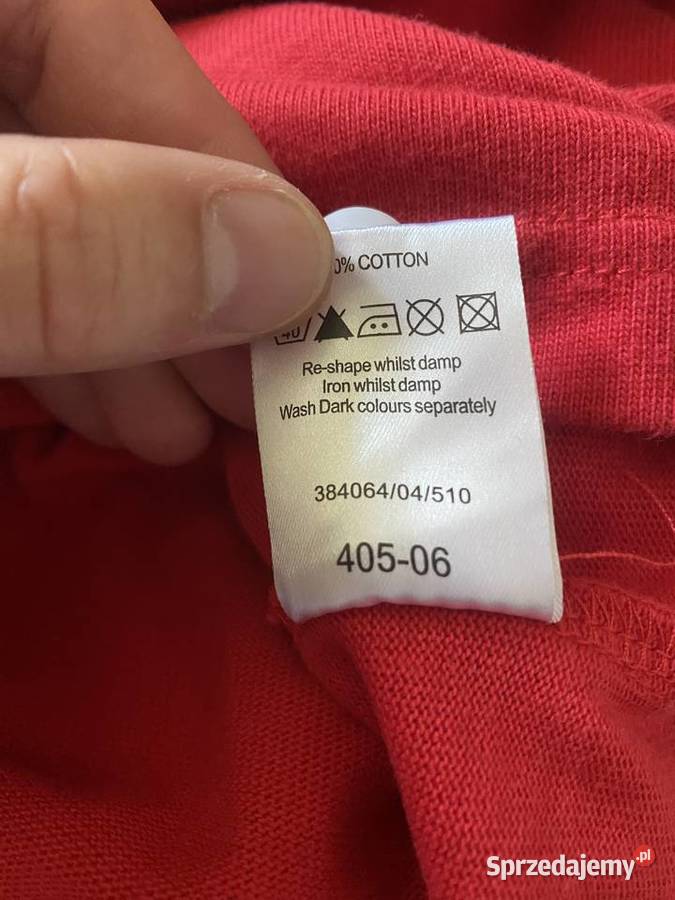 0% COTTON
40
Re-shape whilst damp
Iron whilst damp
Wash Dark colours separately
384064/04/510
405-06
Sprzedajemy.pl